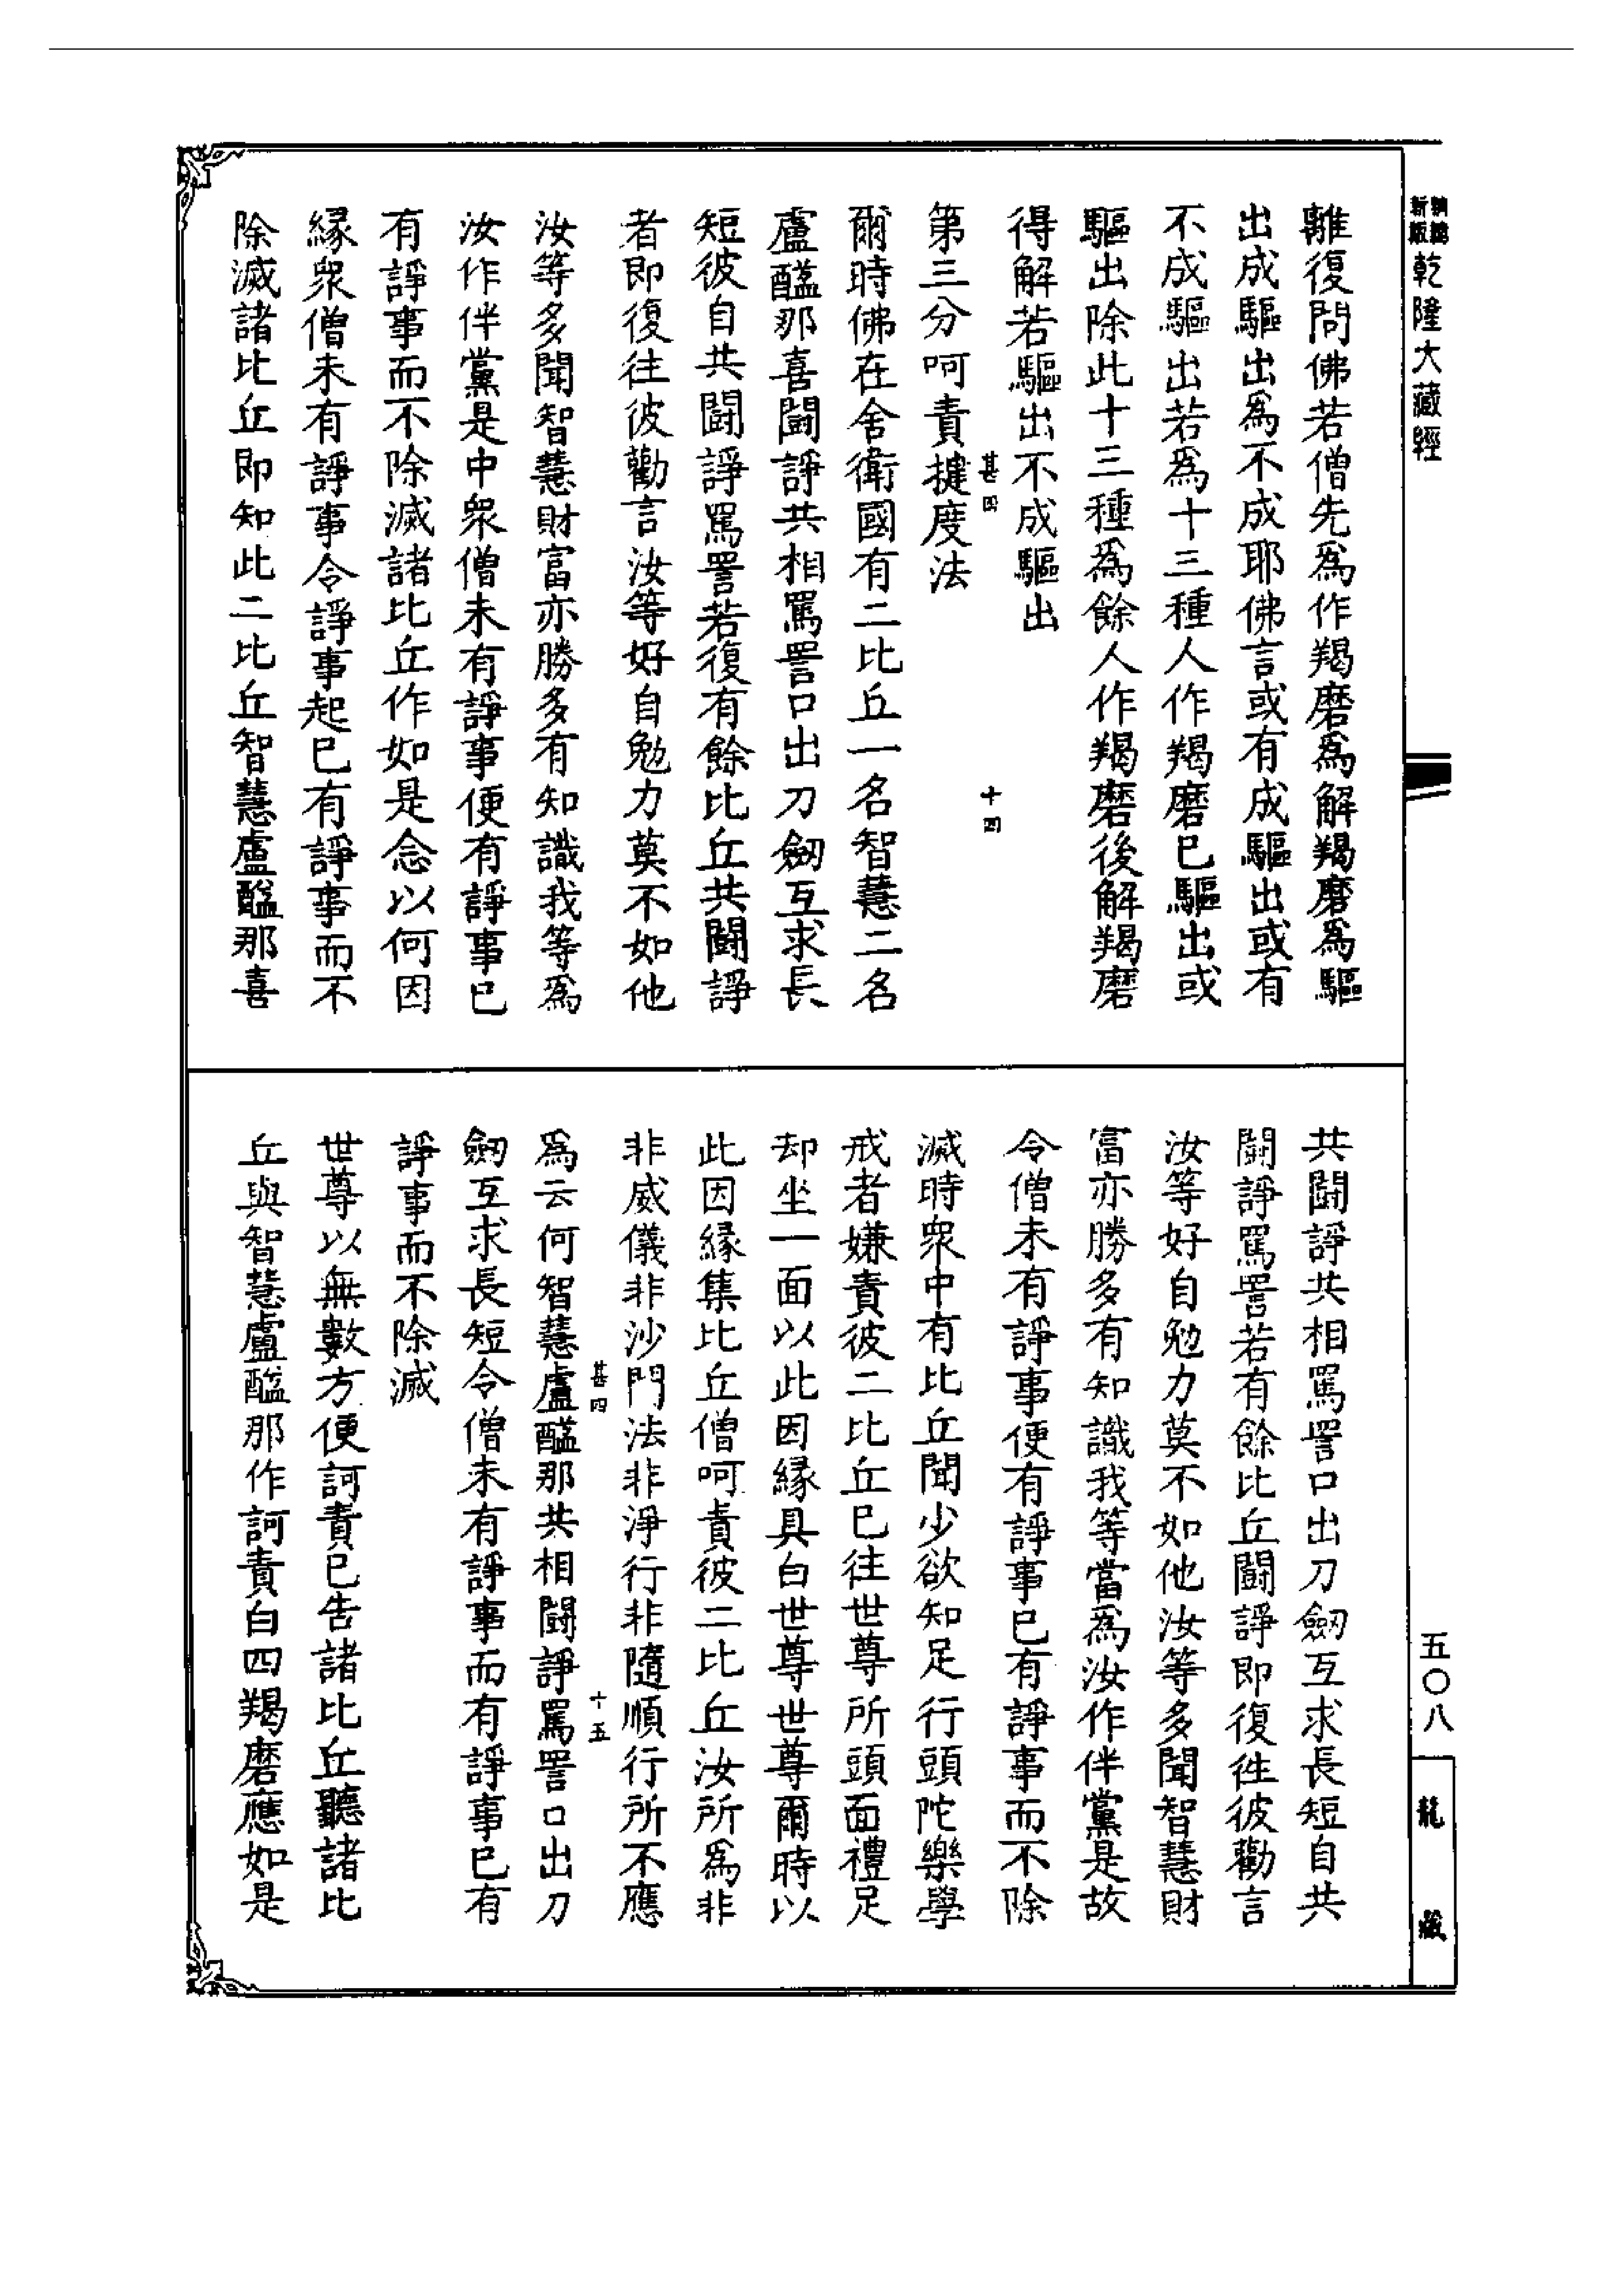 新版
乾隆大藏經
離復問佛若僧先爲作羯磨爲解羯磨爲驅
出成驅出爲不成耶佛言或有成驅出或有
不成驅出若爲十三種人作羯磨已驅出或
驅出除此十三種爲餘人作羯磨後解羯磨
得解若驅出不成驅出
甚四
十四
第三分呵責揵度法
爾時佛在舍衛國有二比丘一名智慧二名
盧醯那喜鬪諍共相罵詈口出刀劒互求長
短彼自共鬪諍罵詈若復有餘比丘共鬪諍
者即復往彼勸言汝等好自勉力莫不如他
汝等多聞智慧財富亦勝多有知識我等爲
汝作伴黨是中衆僧未有諍事便有諍事已
有諍事而不除滅諸比丘作如是念以何因
緣衆僧未有諍事令諍事起已有諍事而不
除滅諸比丘即知此二比丘智慧盧醯那喜
共鬪諍共相罵詈口出刀劒互求長短自共
鬪諍罵詈若有餘比丘鬪諍即復徃彼勸言
汝等好自勉力莫不如他汝等多聞智慧財
富亦勝多有知識我等當爲汝作伴黨是故
令僧未有諍事便有諍事已有諍事而不除
滅時衆中有比丘聞少欲知足行頭陀樂學
戒者嫌責彼二比丘已往世尊所頭面禮足
却坐一面以此因緣具白世尊世尊爾時以
此因緣集比丘僧呵責彼二比丘汝所爲非
非威儀非沙門法非淨行非隨順行所不應
甚四
十五
爲云何智慧盧醯那共相鬪諍罵詈口出刀
劒互求長短令僧未有諍事而有諍事已有
諍事而不除滅
世尊以無數方便訶責已告諸比丘聽諸比
丘與智慧盧醯那作訶責白四羯磨應如是
五〇八
龍藏